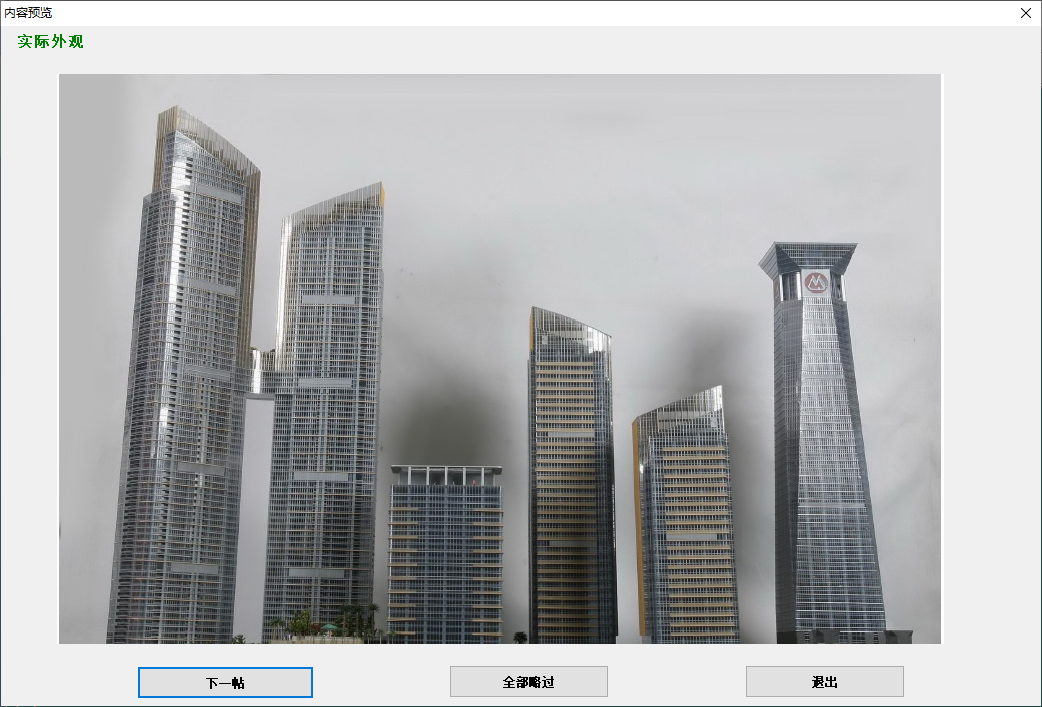 内容预览
实际外观
下一帖
全部略过
退出